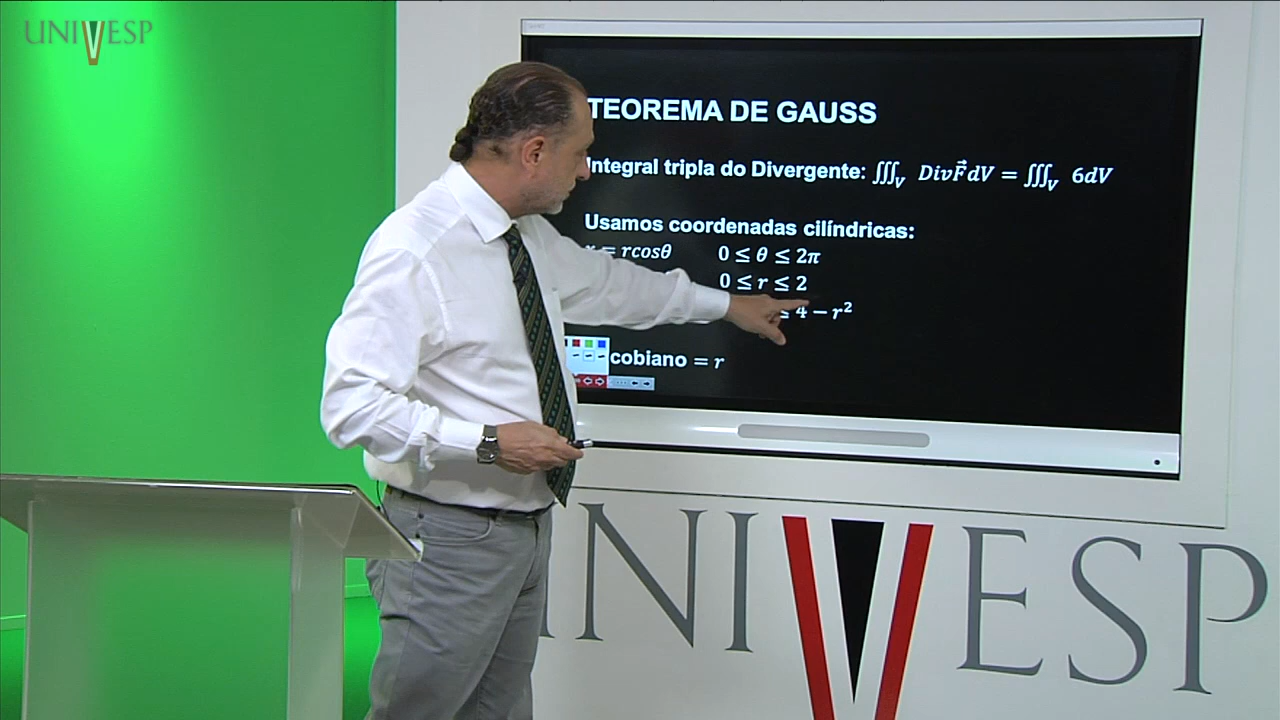 UNIVESP
TEOREMA DE GAUSS
Integral tripla do Divergente: ∭_V Div F⃗ dV = ∭_V 6dV
Usamos coordenadas cilíndricas:
= rcosθ 0 ≤ θ ≤ 2π
0 ≤ r ≤ 2
≤ 4 − r²
cobiano = r
UNIVESP